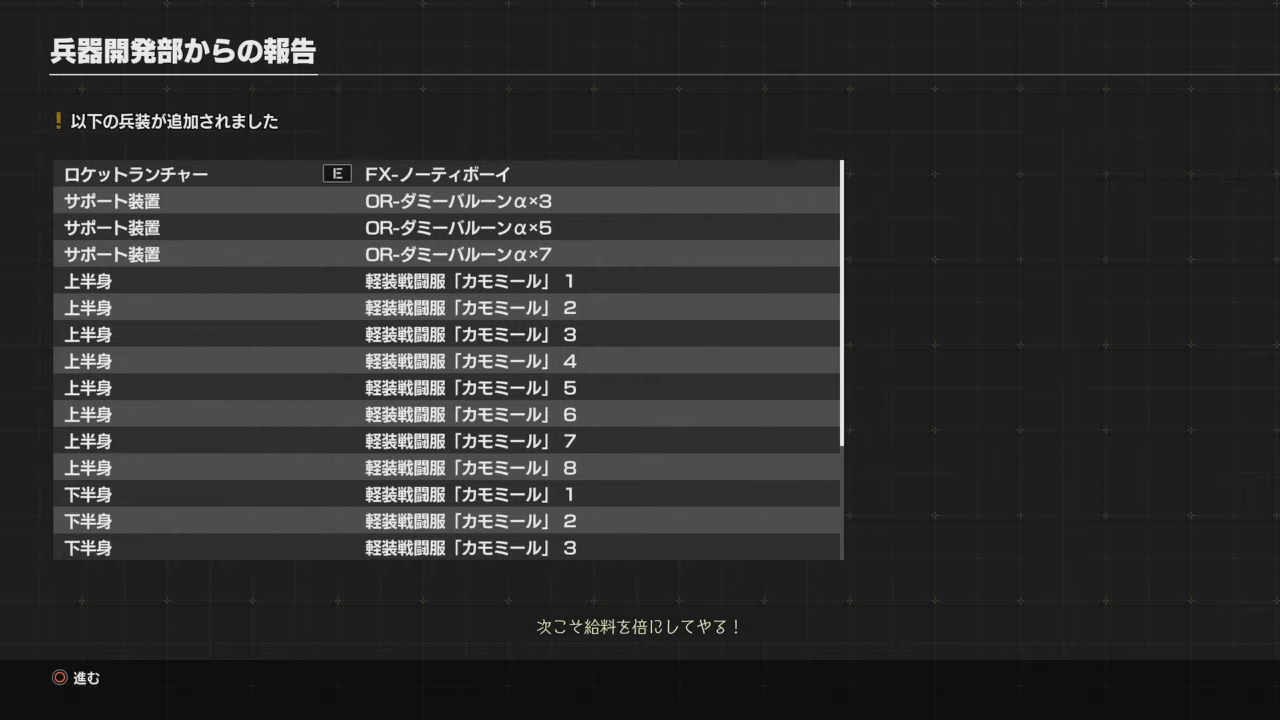 兵器開発部からの報告
! 以下の兵装が追加されました
ロケットランチャー E FX-ノーティボーイ
サポート装置 OR-ダミーバルーンα×3
サポート装置 OR-ダミーバルーンα×5
サポート装置 OR-ダミーバルーンα×7
上半身 軽装戦闘服「カモミール」 1
上半身 軽装戦闘服「カモミール」 2
上半身 軽装戦闘服「カモミール」 3
上半身 軽装戦闘服「カモミール」 4
上半身 軽装戦闘服「カモミール」 5
上半身 軽装戦闘服「カモミール」 6
上半身 軽装戦闘服「カモミール」 7
上半身 軽装戦闘服「カモミール」 8
下半身 軽装戦闘服「カモミール」 1
下半身 軽装戦闘服「カモミール」 2
下半身 軽装戦闘服「カモミール」 3
次こそ給料を倍にしてやる！
進む